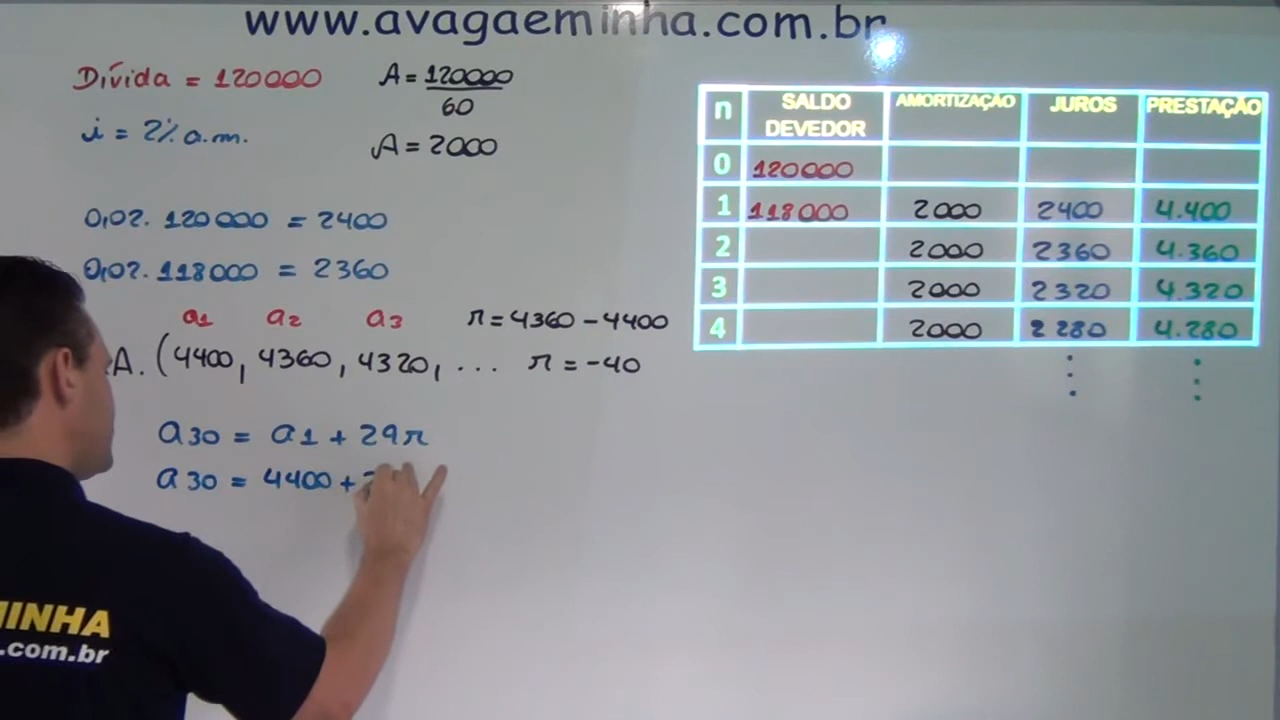 www.avagaeminha.com.br
Dívida = 120000
i = 2% a.m.
A = 120000
60
A = 2000
0,02. 120000 = 2400
0,02. 118000 = 2360
a1 a2 a3
r = 4360 - 4400
A. (4400, 4360, 4320, ... r = -40
a30 = a1 + 29r
a30 = 4400 +
n SALDO DEVEDOR AMORTIZAÇÃO JUROS PRESTAÇÃO
0 120000
1 118000 2000 2400 4.400
2 2000 2360 4.360
3 2000 2320 4.320
4 2000 2280 4.280
MINHA
.com.br